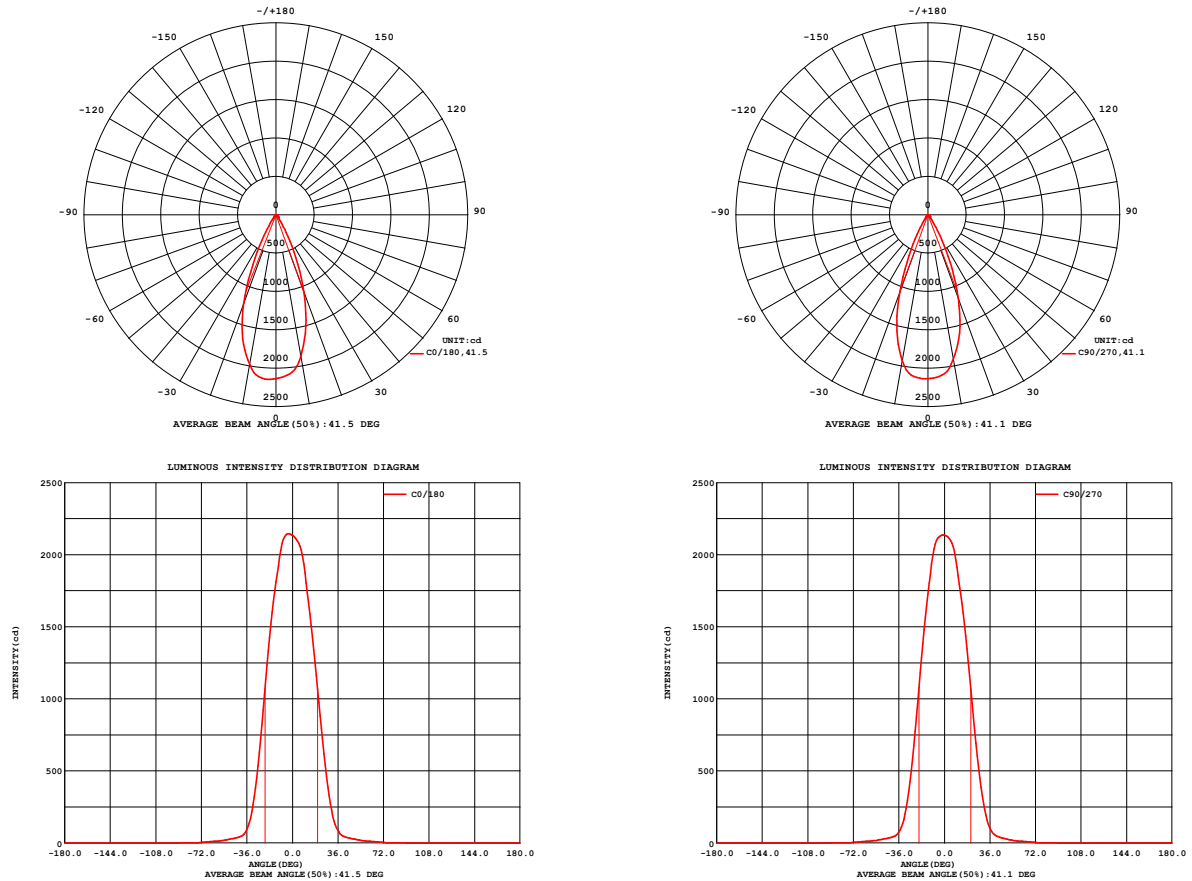 -/+180
-150 150
-120 120
-90 0 90
500
1000
-60 1500 60
UNIT:cd
C0/180,41.5
2000
-30 30
2500
0
AVERAGE BEAM ANGLE(50%):41.5 DEG
-/+180
-150 150
-120 120
-90 0 90
500
1000
-60 1500 60
UNIT:cd
C90/270,41.1
2000
-30 30
2500
0
AVERAGE BEAM ANGLE(50%):41.1 DEG
LUMINOUS INTENSITY DISTRIBUTION DIAGRAM
2500
C0/180
2000
1500
INTENSITY(cd)
1000
500
0
-180.0 -144.0 -108.0 -72.0 -36.0 0.0 36.0 72.0 108.0 144.0 180.0
ANGLE(DEG)
AVERAGE BEAM ANGLE(50%):41.5 DEG
LUMINOUS INTENSITY DISTRIBUTION DIAGRAM
2500
C90/270
2000
1500
INTENSITY(cd)
1000
500
0
-180.0 -144.0 -108.0 -72.0 -36.0 0.0 36.0 72.0 108.0 144.0 180.0
ANGLE(DEG)
AVERAGE BEAM ANGLE(50%):41.1 DEG